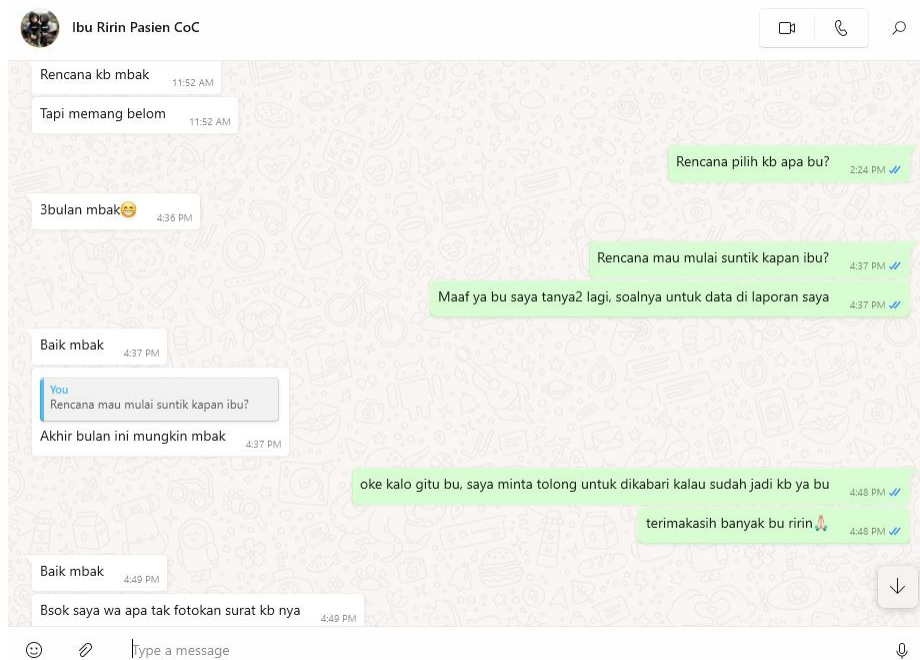 Ibu Ririn Pasien CoC
Rencana kb mbak
11:52 AM
Tapi memang belom
11:52 AM
Rencana pilih kb apa bu?
2:24 PM
3bulan mbak😁
4:36 PM
Rencana mau mulai suntik kapan ibu?
4:37 PM
Maaf ya bu saya tanya2 lagi, soalnya untuk data di laporan saya
4:37 PM
Baik mbak
4:37 PM
You
Rencana mau mulai suntik kapan ibu?
Akhir bulan ini mungkin mbak
4:37 PM
oke kalo gitu bu, saya minta tolong untuk dikabari kalau sudah jadi kb ya bu
4:48 PM
terimakasih banyak bu ririn🙏🏻
4:48 PM
Baik mbak
4:49 PM
Bsok saya wa apa tak fotokan surat kb nya
4:49 PM
Type a message